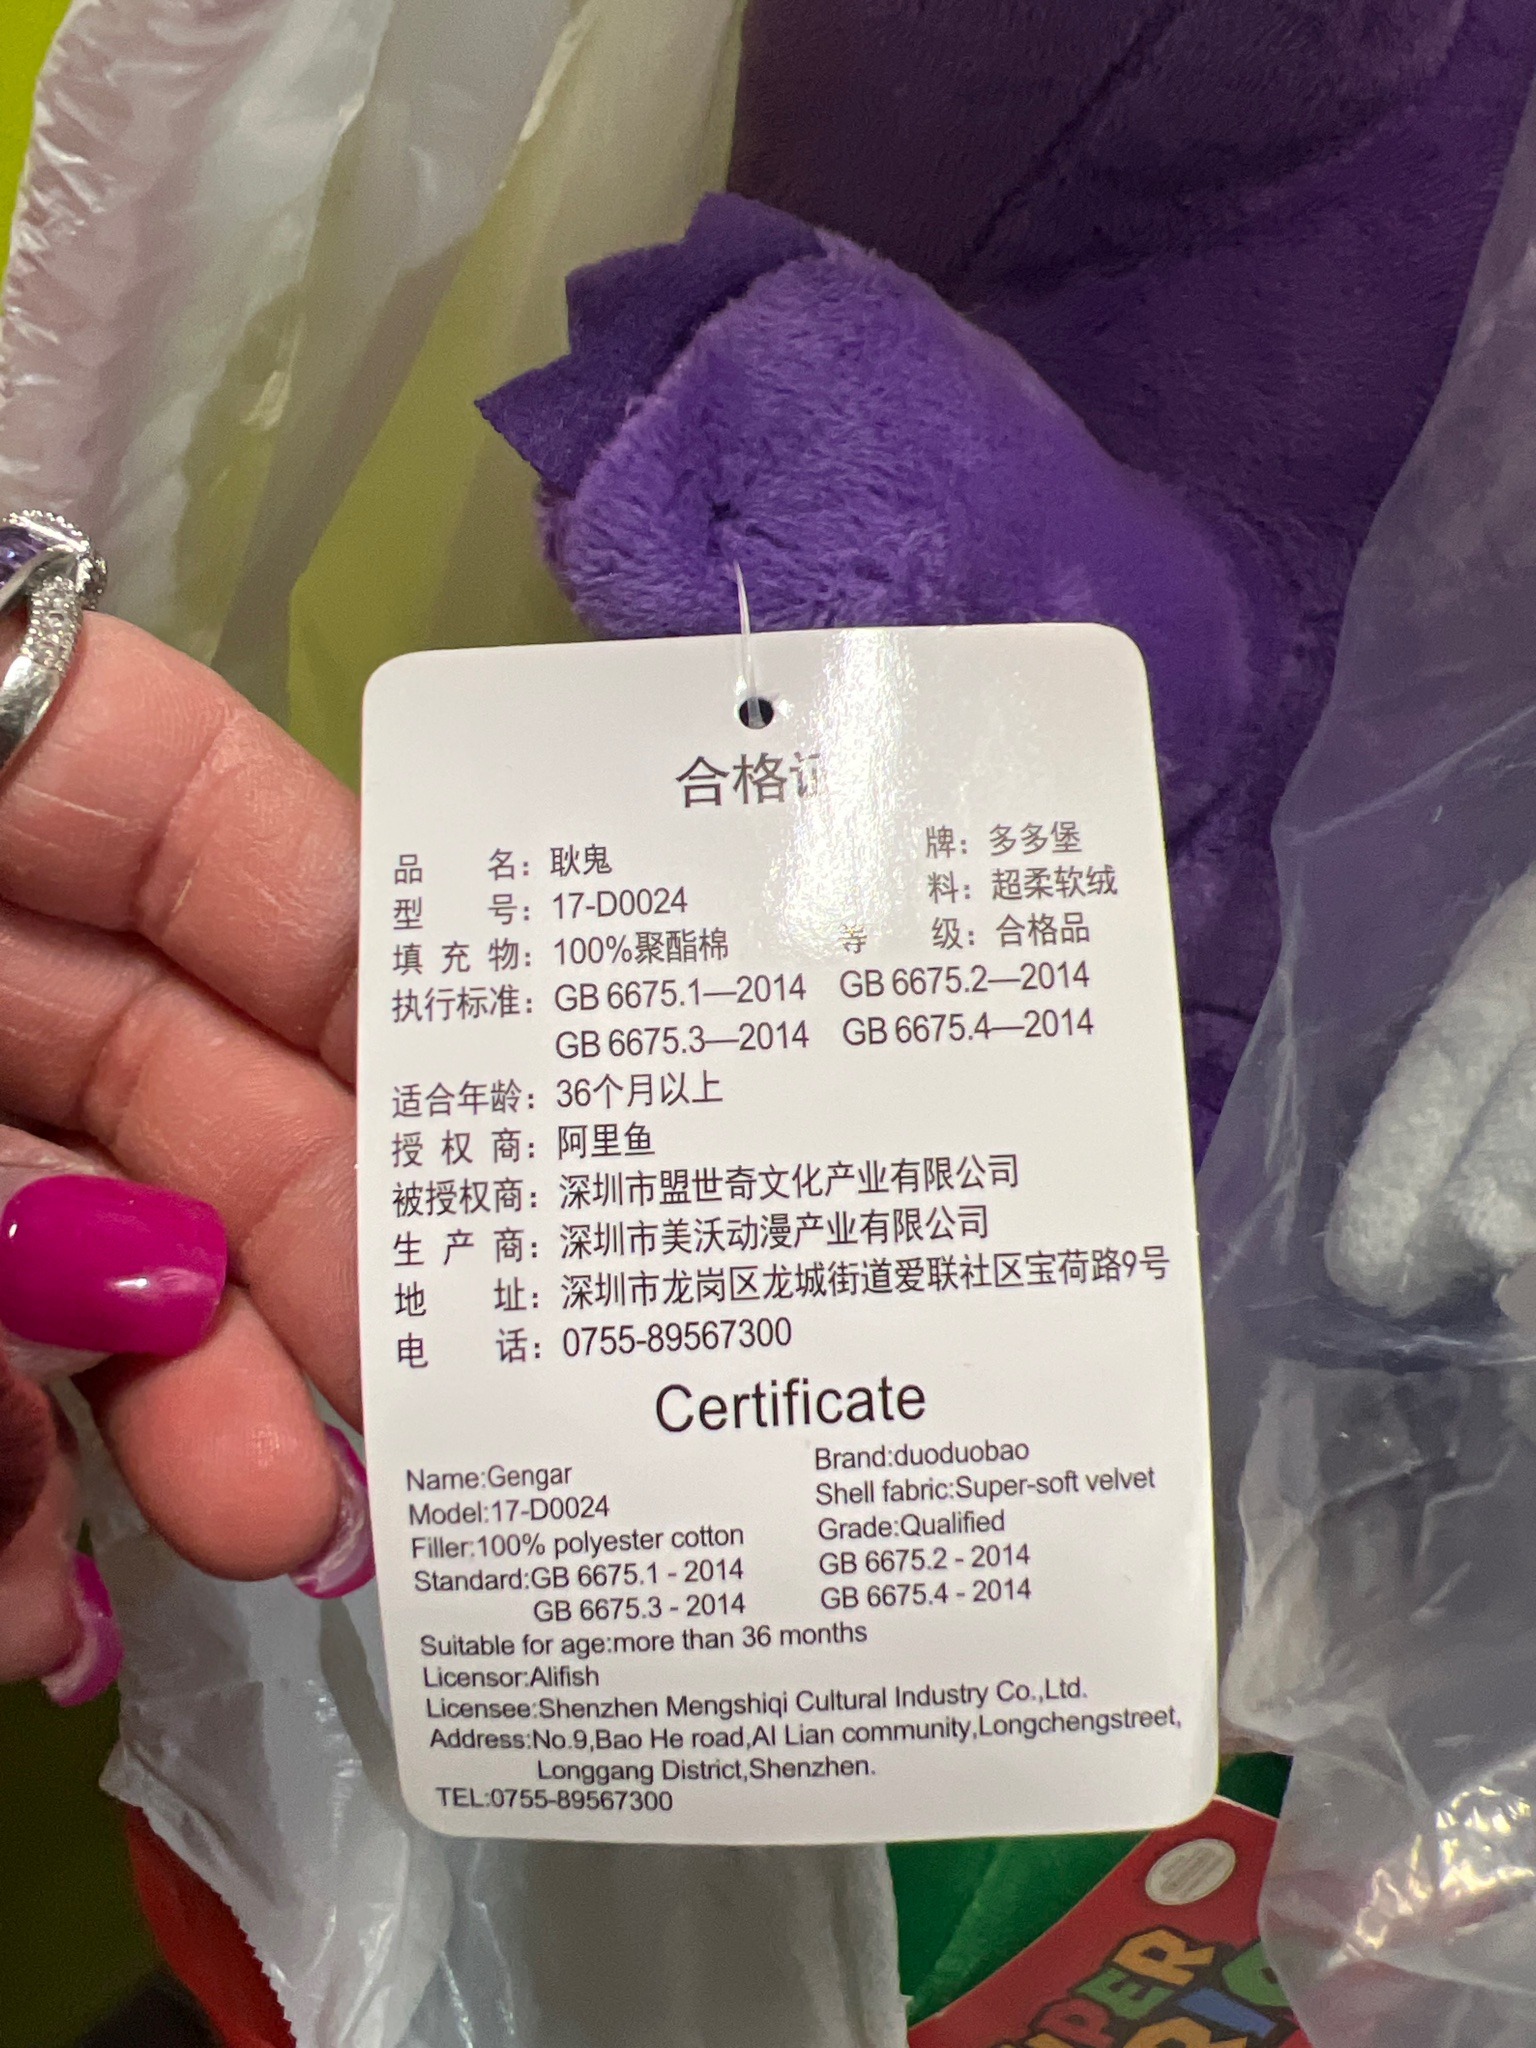 合格
品 名：耿鬼 牌：多多堡
型 号：17-D0024 料：超柔软绒
填 充 物：100%聚酯棉 等 级：合格品
执行标准：GB 6675.1—2014 GB 6675.2—2014
GB 6675.3—2014 GB 6675.4—2014
适合年龄：36个月以上
授 权 商：阿里鱼
被授权商：深圳市盟世奇文化产业有限公司
生 产 商：深圳市美沃动漫产业有限公司
地 址：深圳市龙岗区龙城街道爱联社区宝荷路9号
电 话：0755-89567300
Certificate
Name:Gengar Brand:duoduobao
Model:17-D0024 Shell fabric:Super-soft velvet
Filler:100% polyester cotton Grade:Qualified
Standard:GB 6675.1 - 2014 GB 6675.2 - 2014
GB 6675.3 - 2014 GB 6675.4 - 2014
Suitable for age:more than 36 months
Licensor:Alifish
Licensee:Shenzhen Mengshiqi Cultural Industry Co.,Ltd.
Address:No.9,Bao He road,AI Lian community,Longchengstreet,
Longgang District,Shenzhen.
TEL:0755-89567300